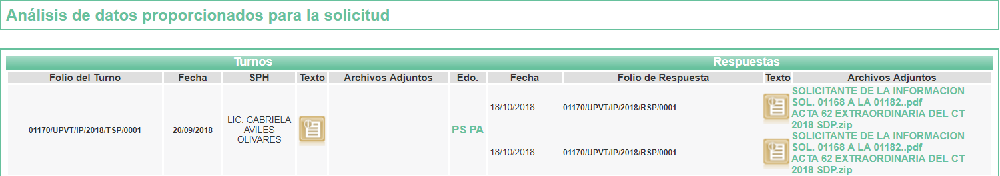 Análisis de datos proporcionados para la solicitud
Turnos Respuestas
Folio del Turno Fecha SPH Texto Archivos Adjuntos Edo. Fecha Folio de Respuesta Texto Archivos Adjuntos
01170/UPVT/IP/2018/TSP/0001 20/09/2018
LIC. GABRIELA
AVILES
OLIVARES
PS PA
18/10/2018 01170/UPVT/IP/2018/RSP/0001
SOLICITANTE DE LA INFORMACION
SOL. 01168 A LA 01182..pdf
ACTA 62 EXTRAORDINARIA DEL CT
2018 SDP.zip
18/10/2018 01170/UPVT/IP/2018/RSP/0001
SOLICITANTE DE LA INFORMACION
SOL. 01168 A LA 01182..pdf
ACTA 62 EXTRAORDINARIA DEL CT
2018 SDP.zip